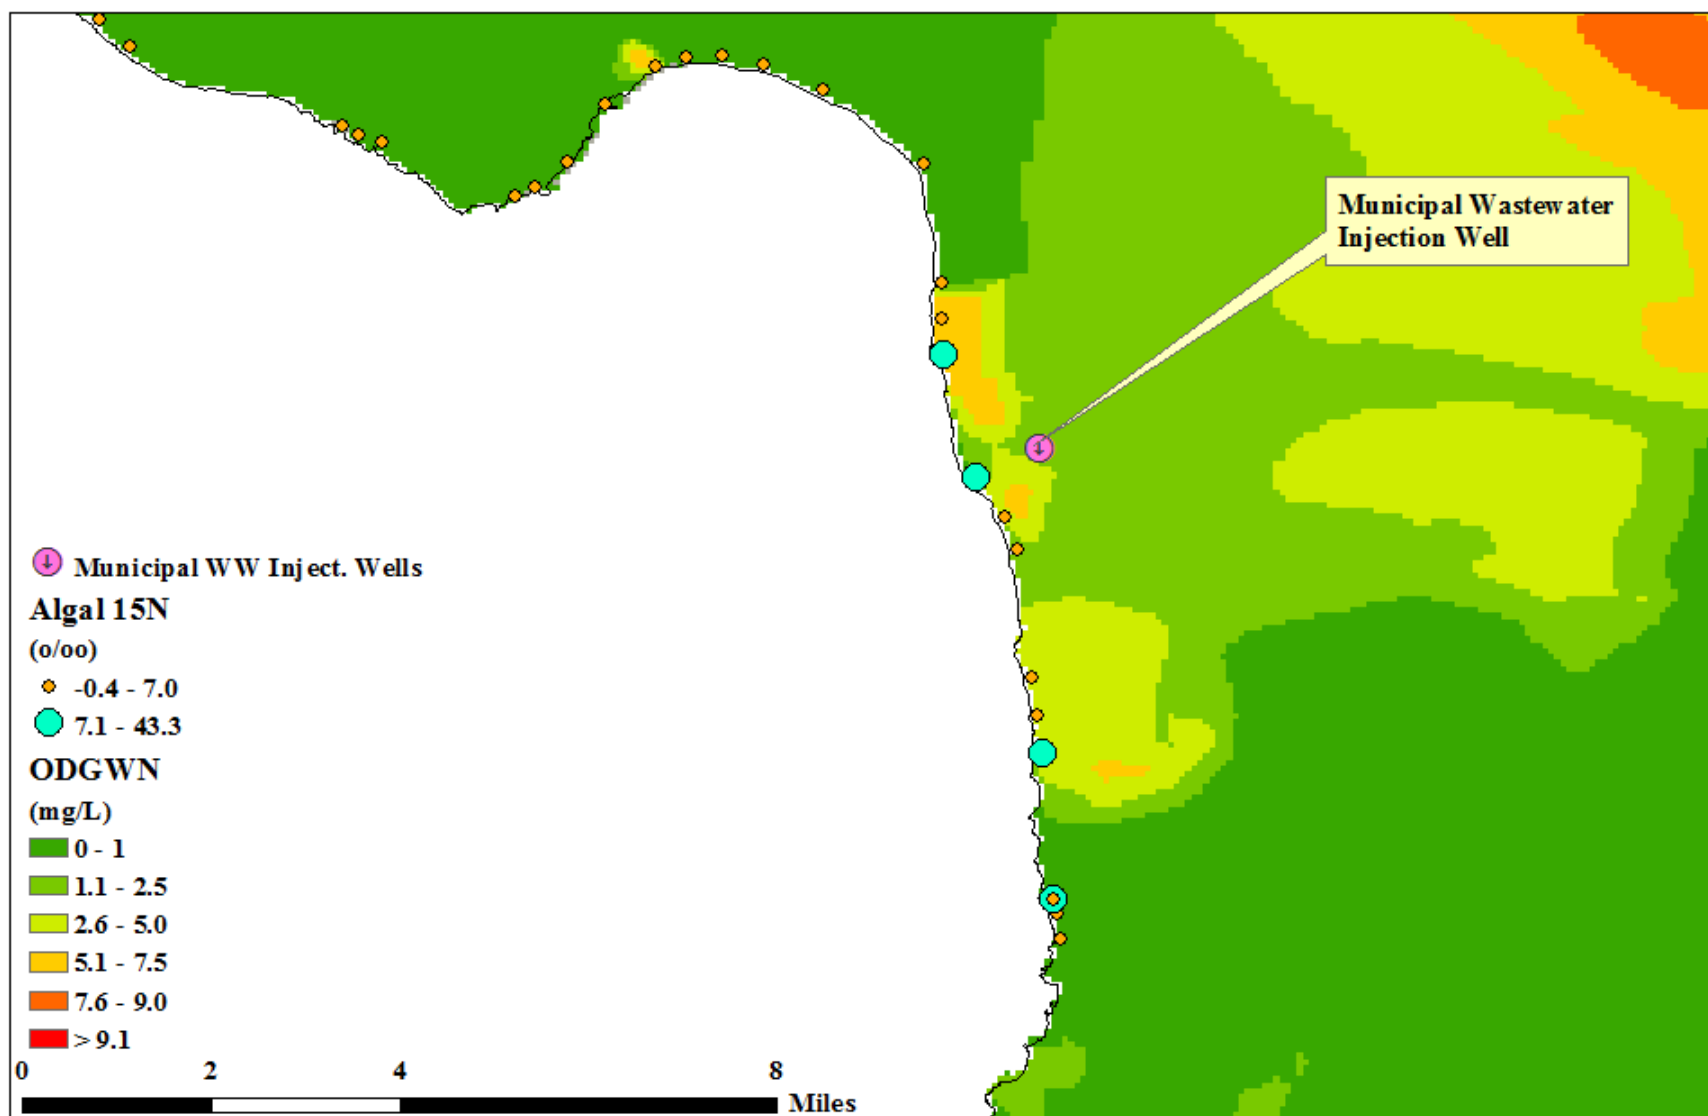 Municipal Wastewater
Injection Well
Municipal WW Inject. Wells
Algal 15N
(o/oo)
-0.4 - 7.0
7.1 - 43.3
ODGWN
(mg/L)
0 - 1
1.1 - 2.5
2.6 - 5.0
5.1 - 7.5
7.6 - 9.0
> 9.1
0 2 4 8
Miles